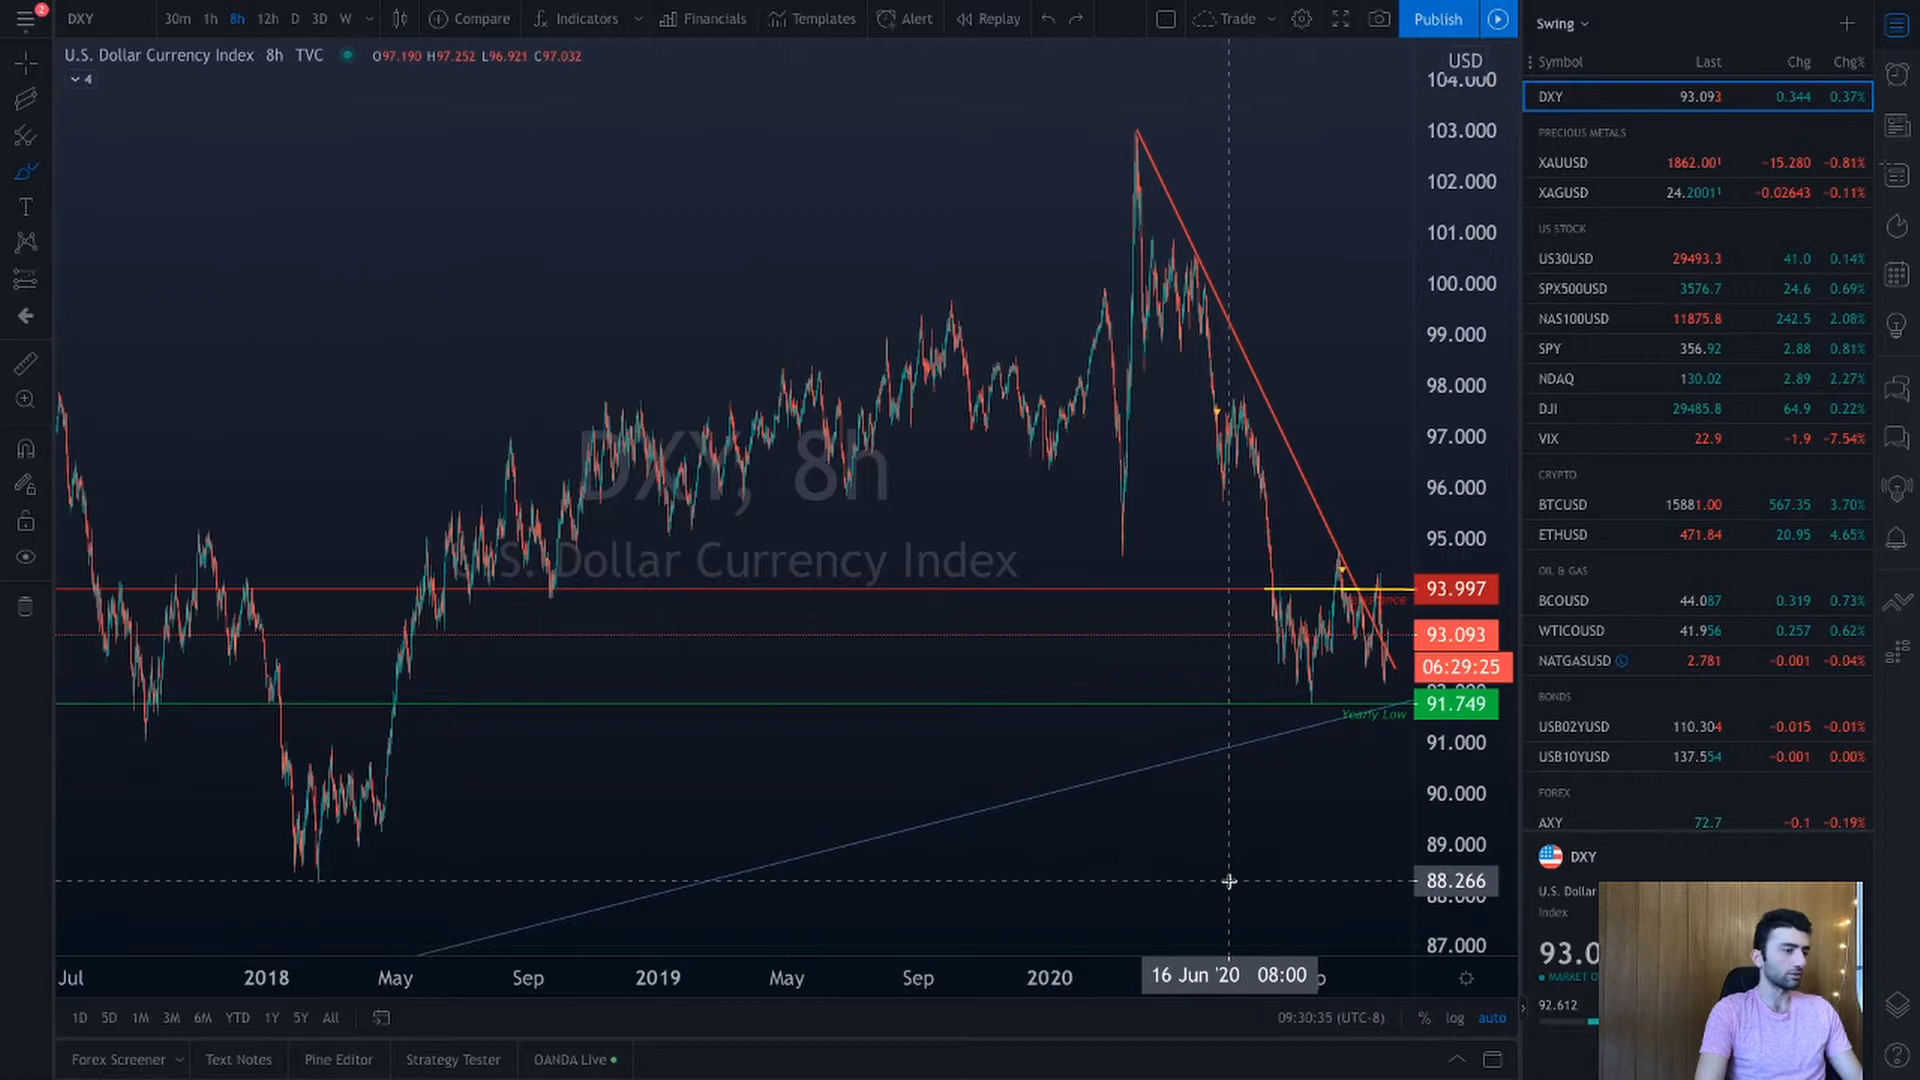 2
DXY
30m 1h 8h 12h D 3D W
Compare
Indicators
Financials
Templates
Alert
Replay
Trade
Publish
U.S. Dollar Currency Index 8h TVC
O97.190 H97.252 L96.921 C97.032
4
DXY, 8h
U.S. Dollar Currency Index
USD
104.000
103.000
102.000
101.000
100.000
99.000
98.000
97.000
96.000
95.000
93.997
93.093
06:29:25
91.749
Yearly Low
91.000
90.000
89.000
88.266
88.000
87.000
Jul 2018 May Sep 2019 May Sep 2020
16 Jun '20 08:00
1D 5D 1M 3M 6M YTD 1Y 5Y All
09:30:35 (UTC-8) % log auto
Forex Screener
Text Notes
Pine Editor
Strategy Tester
OANDA Live
Swing
Symbol Last Chg Chg%
DXY 93.093 0.344 0.37%
PRECIOUS METALS
XAUUSD 1862.001 −15.280 −0.81%
XAGUSD 24.2001 −0.02643 −0.11%
US STOCK
US30USD 29493.3 41.0 0.14%
SPX500USD 3576.7 24.6 0.69%
NAS100USD 11875.8 242.5 2.08%
SPY 356.92 2.88 0.81%
NDAQ 130.02 2.89 2.27%
DJI 29485.8 64.9 0.22%
VIX 22.9 −1.9 −7.54%
CRYPTO
BTCUSD 15881.00 567.35 3.70%
ETHUSD 471.84 20.95 4.65%
OIL & GAS
BCOUSD 44.087 0.319 0.73%
WTICOUSD 41.956 0.257 0.62%
NATGASUSD 2.781 −0.001 −0.04%
BONDS
USB02YUSD 110.304 −0.015 −0.01%
USB10YUSD 137.554 −0.001 0.00%
FOREX
AXY 72.7 −0.1 −0.19%
DXY
U.S. Dollar
Index
93.0
MARKET O
92.612